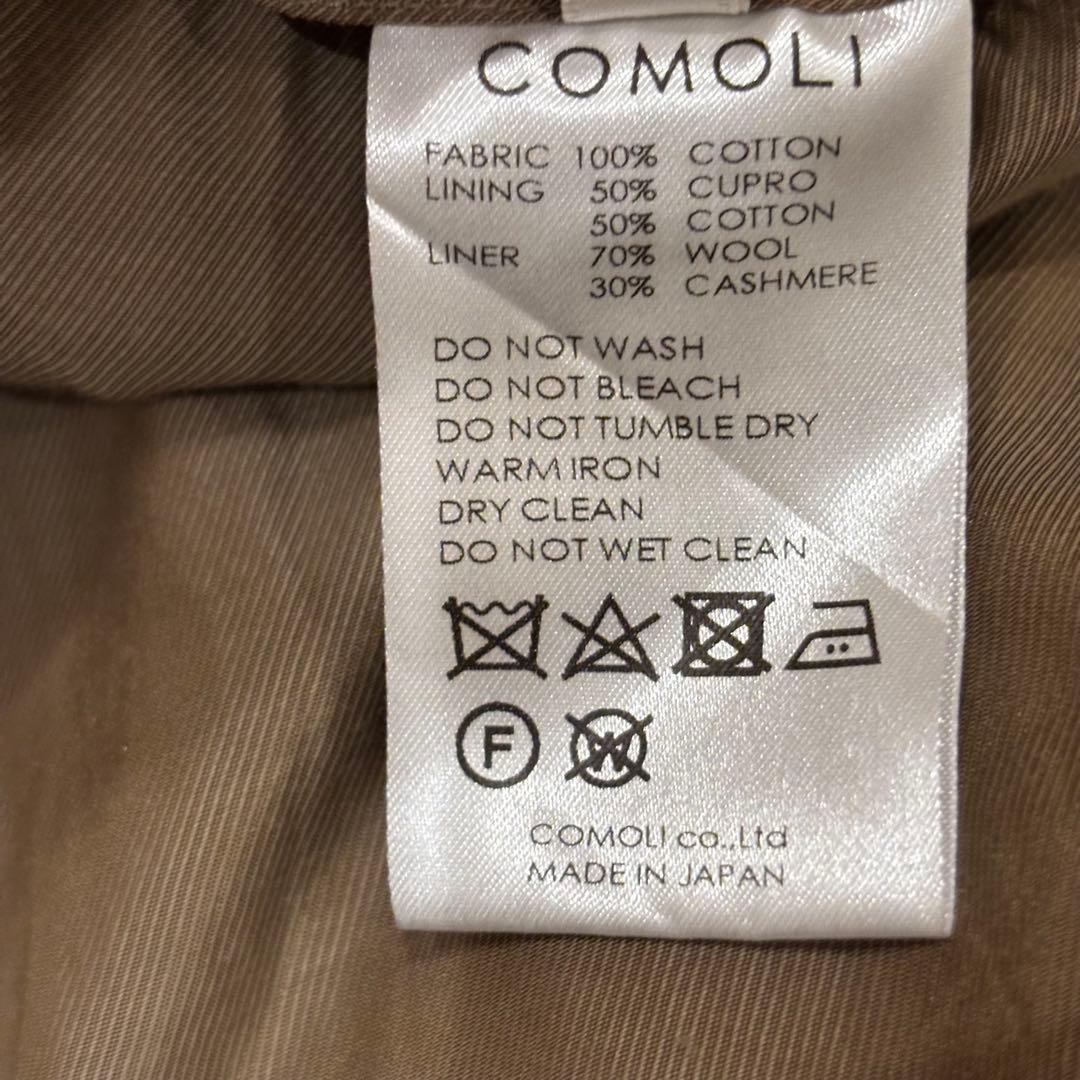 COMOLI
FABRIC 100% COTTON
LINING 50% CUPRO
50% COTTON
LINER 70% WOOL
30% CASHMERE
DO NOT WASH
DO NOT BLEACH
DO NOT TUMBLE DRY
WARM IRON
DRY CLEAN
DO NOT WET CLEAN
F W
COMOLI co.,Ltd
MADE IN JAPAN